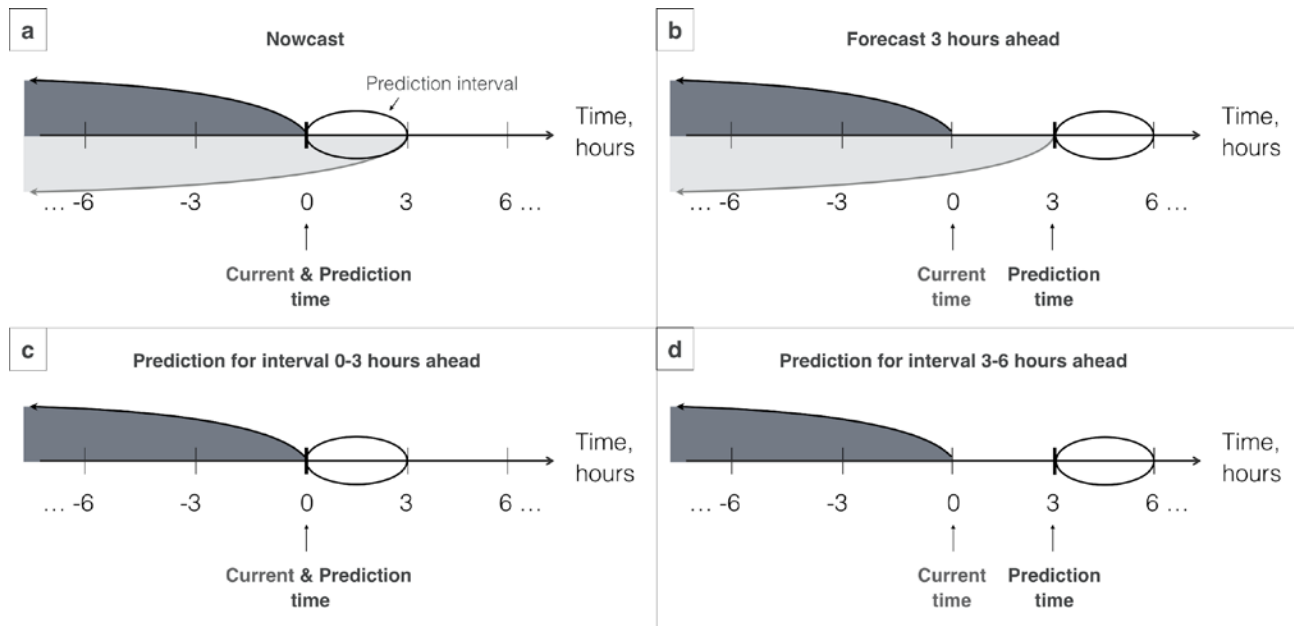 a
Nowcast
Prediction interval
Time,
hours
... -6 -3 0 3 6 ...
Current & Prediction
time
b
Forecast 3 hours ahead
Time,
hours
... -6 -3 0 3 6 ...
Current Prediction
time time
c
Prediction for interval 0-3 hours ahead
Time,
hours
... -6 -3 0 3 6 ...
Current & Prediction
time
d
Prediction for interval 3-6 hours ahead
Time,
hours
... -6 -3 0 3 6 ...
Current Prediction
time time